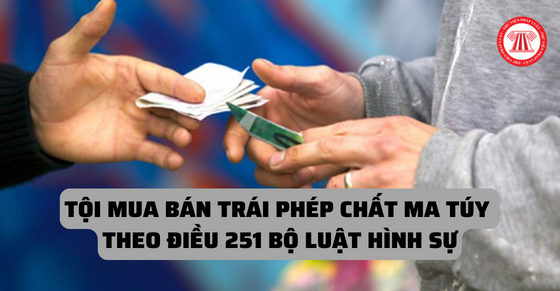 TỘI MUA BÁN TRÁI PHÉP CHẤT MA TÚY
THEO ĐIỀU 251 BỘ LUẬT HÌNH SỰ